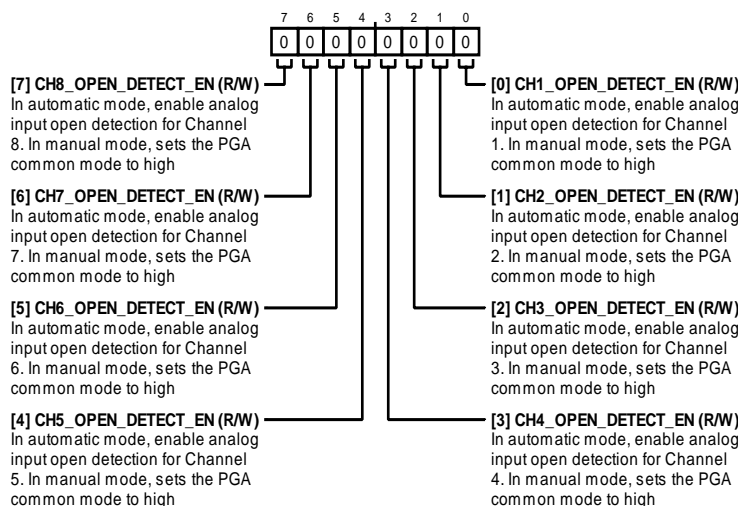 7 6 5 4 3 2 1 0
0 0 0 0 0 0 0 0
[7] CH8_OPEN_DETECT_EN (R/W)
In automatic mode, enable analog
input open detection for Channel
8. In manual mode, sets the PGA
common mode to high
[6] CH7_OPEN_DETECT_EN (R/W)
In automatic mode, enable analog
input open detection for Channel
7. In manual mode, sets the PGA
common mode to high
[5] CH6_OPEN_DETECT_EN (R/W)
In automatic mode, enable analog
input open detection for Channel
6. In manual mode, sets the PGA
common mode to high
[4] CH5_OPEN_DETECT_EN (R/W)
In automatic mode, enable analog
input open detection for Channel
5. In manual mode, sets the PGA
common mode to high
[0] CH1_OPEN_DETECT_EN (R/W)
In automatic mode, enable analog
input open detection for Channel
1. In manual mode, sets the PGA
common mode to high
[1] CH2_OPEN_DETECT_EN (R/W)
In automatic mode, enable analog
input open detection for Channel
2. In manual mode, sets the PGA
common mode to high
[2] CH3_OPEN_DETECT_EN (R/W)
In automatic mode, enable analog
input open detection for Channel
3. In manual mode, sets the PGA
common mode to high
[3] CH4_OPEN_DETECT_EN (R/W)
In automatic mode, enable analog
input open detection for Channel
4. In manual mode, sets the PGA
common mode to high